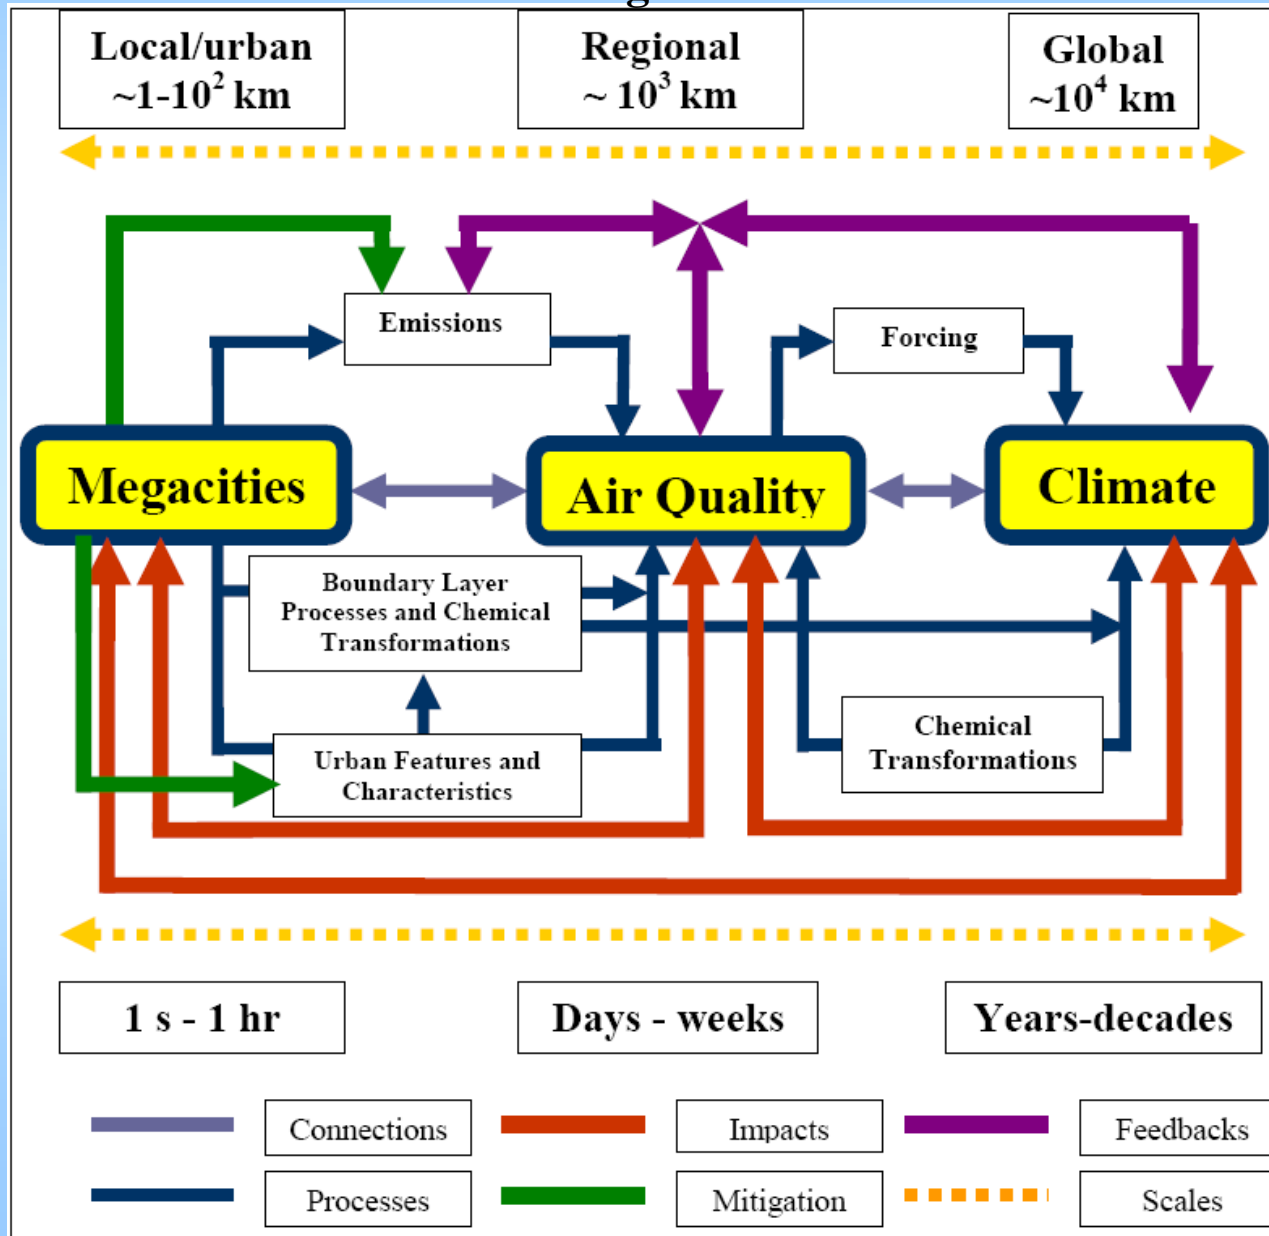 Local/urban
~1-10² km
Regional
~ 10³ km
Global
~10⁴ km
Emissions
Forcing
Megacities
Air Quality
Climate
Boundary Layer
Processes and Chemical
Transformations
Chemical
Transformations
Urban Features and
Characteristics
1 s - 1 hr
Days - weeks
Years-decades
Connections
Impacts
Feedbacks
Processes
Mitigation
Scales